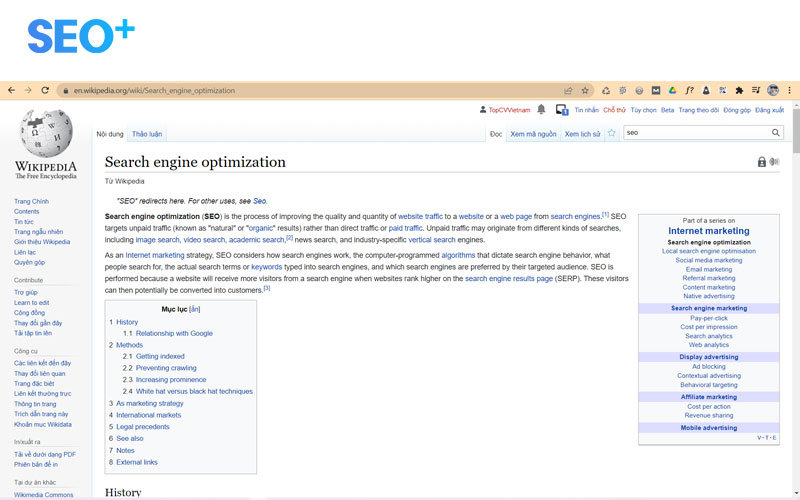 SEO+
en.wikipedia.org/wiki/Search_engine_optimization
TopCVVietnam Tin nhắn Chỗ thử Tùy chọn Beta Trang theo dõi Đóng góp Đăng xuất
Nội dung Thảo luận Đọc Xem mã nguồn Xem lịch sử seo
WIKIPEDIA
The Free Encyclopedia
Trang Chính
Contents
Tin tức
Trang ngẫu nhiên
Giới thiệu Wikipedia
Liên lạc
Quyên góp
Contribute
Trợ giúp
Learn to edit
Cộng đồng
Thay đổi gần đây
Tải tập tin lên
Công cụ
Các liên kết đến đây
Thay đổi liên quan
Trang đặc biệt
Liên kết thường trực
Thông tin trang
Trích dẫn trang này
Khoản mục Wikidata
In/xuất ra
Tải về dưới dạng PDF
Phiên bản để in
Tại dự án khác
Wikimedia Commons
Search engine optimization
Từ Wikipedia
"SEO" redirects here. For other uses, see Seo.
Search engine optimization (SEO) is the process of improving the quality and quantity of website traffic to a website or a web page from search engines.[1] SEO
targets unpaid traffic (known as "natural" or "organic" results) rather than direct traffic or paid traffic. Unpaid traffic may originate from different kinds of searches,
including image search, video search, academic search,[2] news search, and industry-specific vertical search engines.
As an Internet marketing strategy, SEO considers how search engines work, the computer-programmed algorithms that dictate search engine behavior, what
people search for, the actual search terms or keywords typed into search engines, and which search engines are preferred by their targeted audience. SEO is
performed because a website will receive more visitors from a search engine when websites rank higher on the search engine results page (SERP). These visitors
can then potentially be converted into customers.[3]
Mục lục [ẩn]
1 History
1.1 Relationship with Google
2 Methods
2.1 Getting indexed
2.2 Preventing crawling
2.3 Increasing prominence
2.4 White hat versus black hat techniques
3 As marketing strategy
4 International markets
5 Legal precedents
6 See also
7 Notes
8 External links
History
Part of a series on
Internet marketing
Search engine optimization
Local search engine optimisation
Social media marketing
Email marketing
Referral marketing
Content marketing
Native advertising
Search engine marketing
Pay-per-click
Cost per impression
Search analytics
Web analytics
Display advertising
Ad blocking
Contextual advertising
Behavioral targeting
Affiliate marketing
Cost per action
Revenue sharing
Mobile advertising
V·T·E